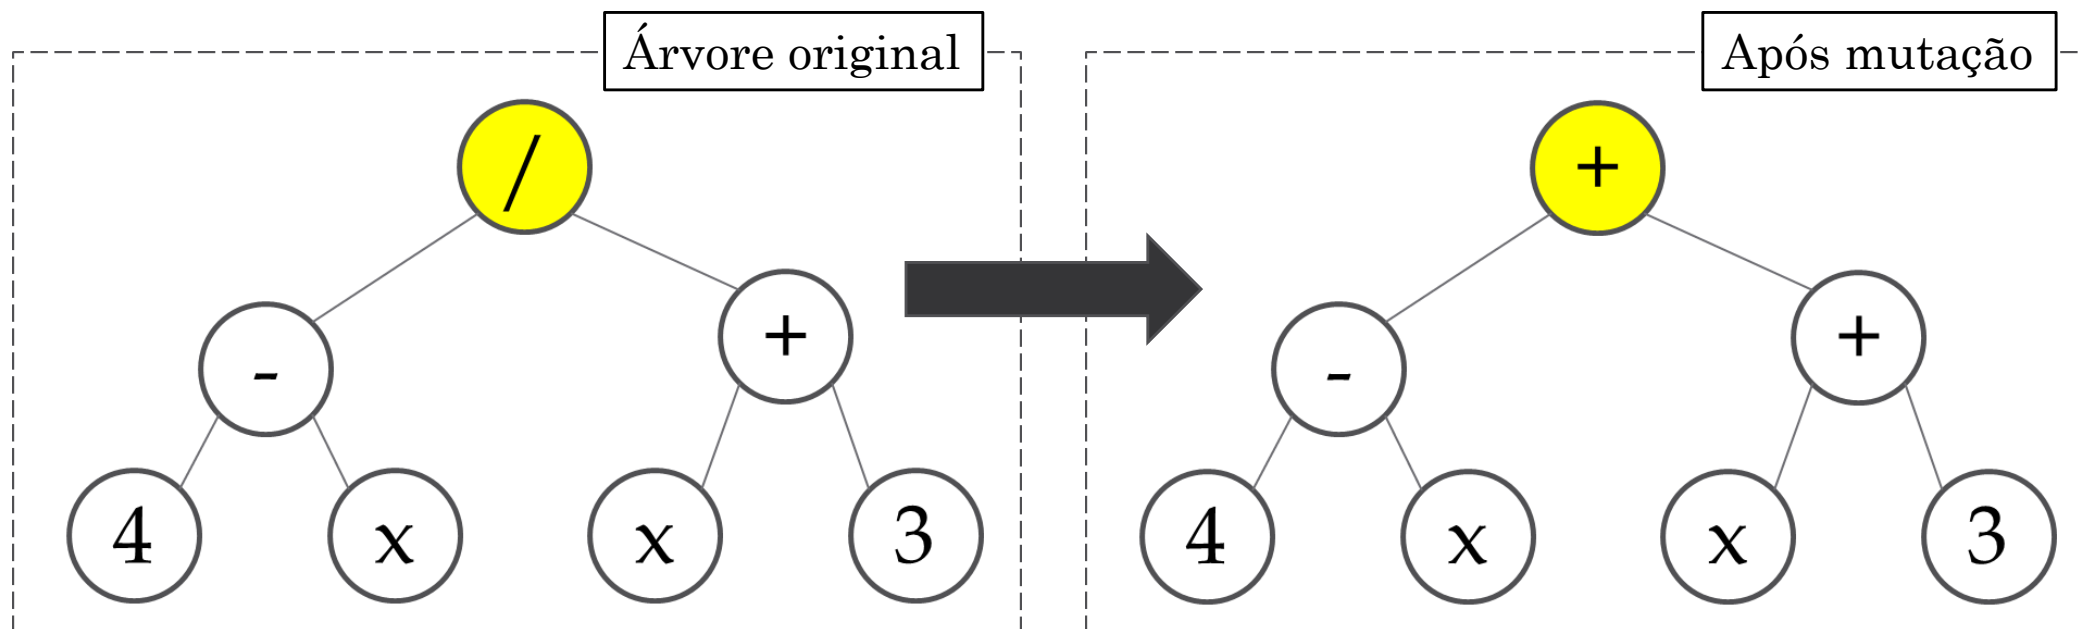 Árvore original
Após mutação
/
+
-
+
-
+
4
x
x
3
4
x
x
3